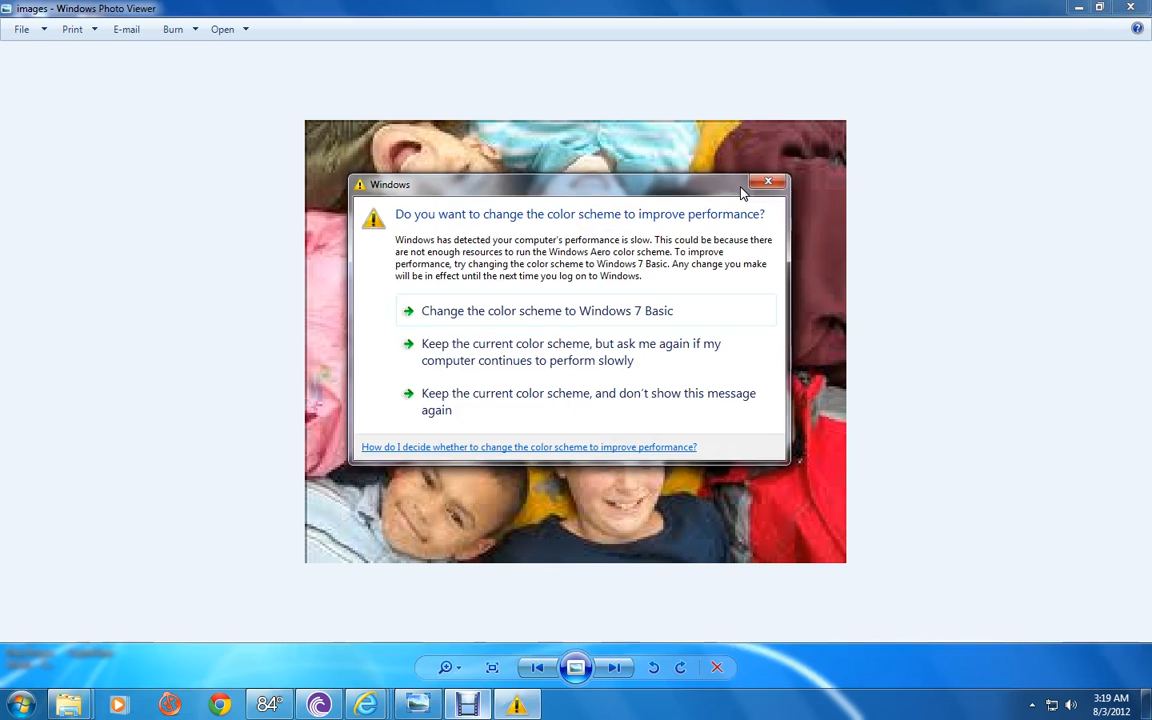 images - Windows Photo Viewer
File Print E-mail Burn Open
Windows
Do you want to change the color scheme to improve performance?
Windows has detected your computer's performance is slow. This could be because there
are not enough resources to run the Windows Aero color scheme. To improve
performance, try changing the color scheme to Windows 7 Basic. Any change you make
will be in effect until the next time you log on to Windows.
Change the color scheme to Windows 7 Basic
Keep the current color scheme, but ask me again if my
computer continues to perform slowly
Keep the current color scheme, and don't show this message
again
How do I decide whether to change the color scheme to improve performance?
84°
3:19 AM
8/3/2012